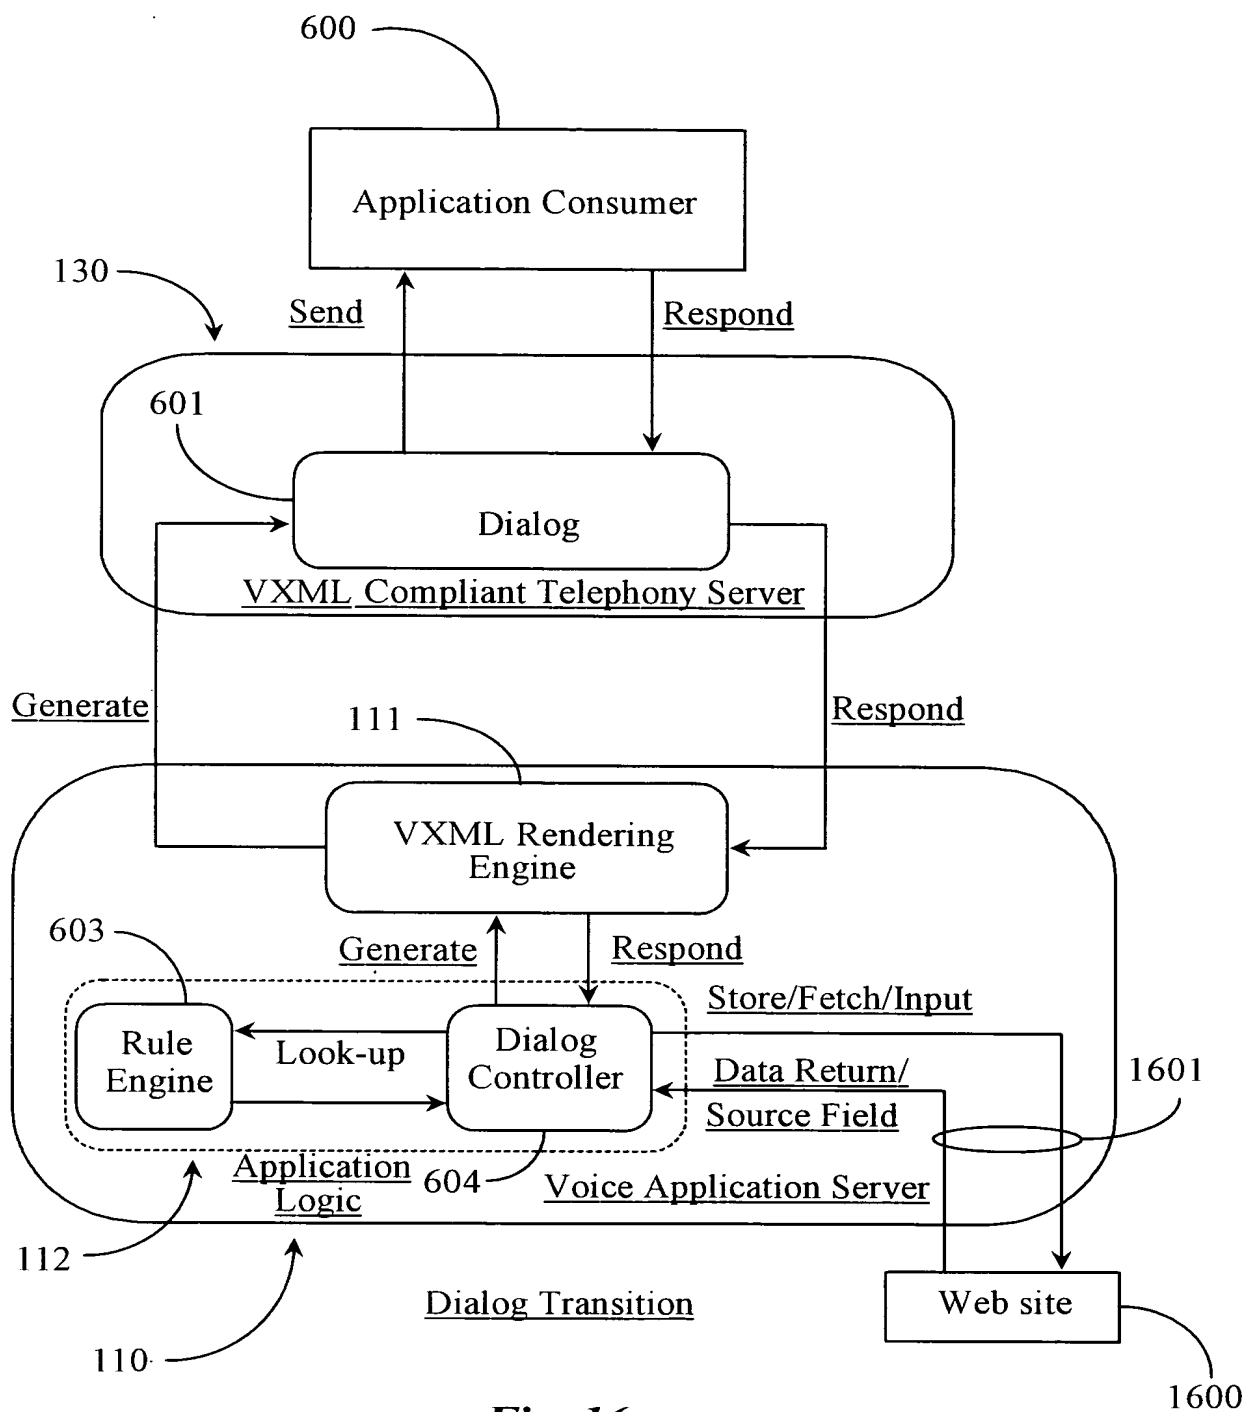 600
Application Consumer
130
Send
Respond
601
Dialog
VXML Compliant Telephony Server
Generate
111
Respond
VXML Rendering
Engine
603
Generate
Respond
Store/Fetch/Input
Rule
Engine
Look-up
Dialog
Controller
Data Return/
Source Field
1601
Application
Logic
604
Voice Application Server
112
Dialog Transition
Web site
110
1600
Fig. 16